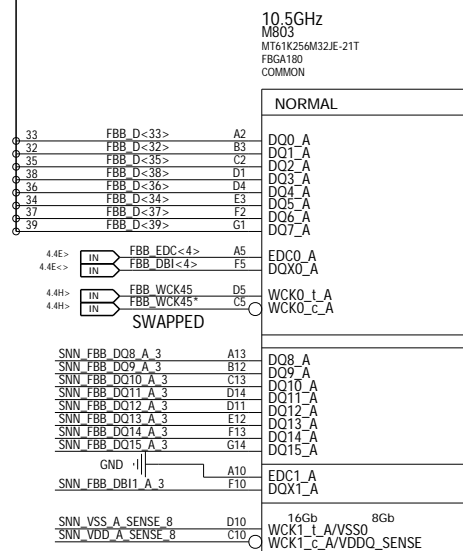 10.5GHz
M803
MT61K256M32JE-21T
FBGA180
COMMON
NORMAL
33 FBB_D<33> A2 DQ0_A
32 FBB_D<32> B3 DQ1_A
35 FBB_D<35> C2 DQ2_A
38 FBB_D<38> D1 DQ3_A
36 FBB_D<36> D4 DQ4_A
34 FBB_D<34> E3 DQ5_A
37 FBB_D<37> F2 DQ6_A
39 FBB_D<39> G1 DQ7_A
4.4E> IN FBB_EDC<4> A5 EDC0_A
4.4E<> IN FBB_DBI<4> F5 DQX0_A
4.4H> IN FBB_WCK45 D5 WCK0_t_A
4.4H> IN FBB_WCK45* C5 WCK0_c_A
SWAPPED
SNN_FBB_DQ8_A_3 A13 DQ8_A
SNN_FBB_DQ9_A_3 B12 DQ9_A
SNN_FBB_DQ10_A_3 C13 DQ10_A
SNN_FBB_DQ11_A_3 D14 DQ11_A
SNN_FBB_DQ12_A_3 D11 DQ12_A
SNN_FBB_DQ13_A_3 E12 DQ13_A
SNN_FBB_DQ14_A_3 F13 DQ14_A
SNN_FBB_DQ15_A_3 G14 DQ15_A
GND A10 EDC1_A
SNN_FBB_DBI1_A_3 F10 DQX1_A
16Gb 8Gb
SNN_VSS_A_SENSE_8 D10 WCK1_t_A/VSS0
SNN_VDD_A_SENSE_8 C10 WCK1_c_A/VDDQ_SENSE